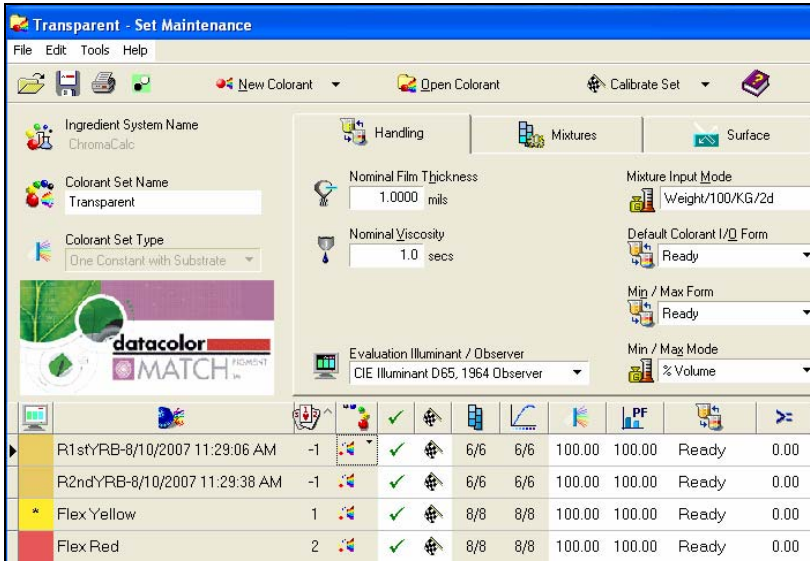 Transparent - Set Maintenance
File Edit Tools Help
New Colorant Open Colorant Calibrate Set
Ingredient System Name
ChromaCalc
Colorant Set Name
Transparent
Colorant Set Type
One Constant with Substrate
datacolor
MATCH PIGMENT
Handling Mixtures Surface
Nominal Film Thickness
1.0000 mils
Nominal Viscosity
1.0 secs
Evaluation Illuminant / Observer
CIE Illuminant D65, 1964 Observer
Mixture Input Mode
Weight/100/KG/2d
Default Colorant I/O Form
Ready
Min / Max Form
Ready
Min / Max Mode
% Volume
PF >=
R1stYRB-8/10/2007 11:29:06 AM -1 6/6 6/6 100.00 100.00 Ready 0.00
R2ndYRB-8/10/2007 11:29:38 AM -1 6/6 6/6 100.00 100.00 Ready 0.00
* Flex Yellow 1 8/8 8/8 100.00 100.00 Ready 0.00
Flex Red 2 8/8 8/8 100.00 100.00 Ready 0.00